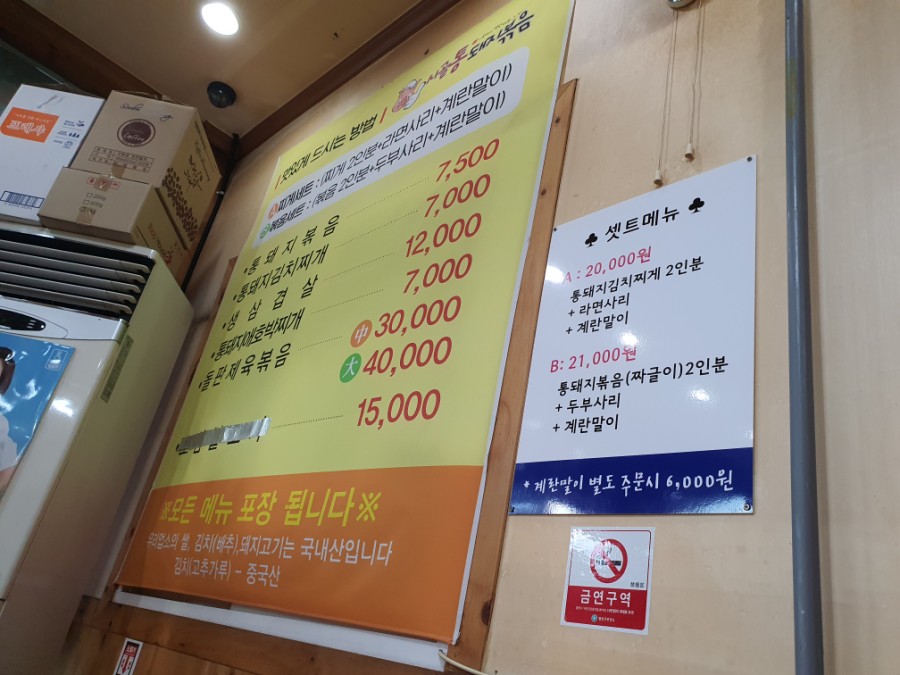 시골통돼지볶음
맛있게 드시는 방법!
찌게세트 : (찌게 2인분+라면사리+계란말이)
볶음세트 : (볶음 2인분+두부사리+계란말이)
*통돼지볶음 7,500
*통돼지김치찌개 7,000
*생삼겹살 12,000
*통돼지애호박찌개 7,000
*돌판제육볶음 中 30,000
大 40,000
15,000
※모든 메뉴 포장 됩니다※
우리업소의 쌀, 김치(배추),돼지고기는 국내산입니다
김치(고추가루) - 중국산
♣ 셋트메뉴 ♣
A : 20,000원
통돼지김치찌게 2인분
+ 라면사리
+ 계란말이
B: 21,000원
통돼지볶음(짜글이)2인분
+ 두부사리
+ 계란말이
* 계란말이 별도 주문시 6,000원
금연구역